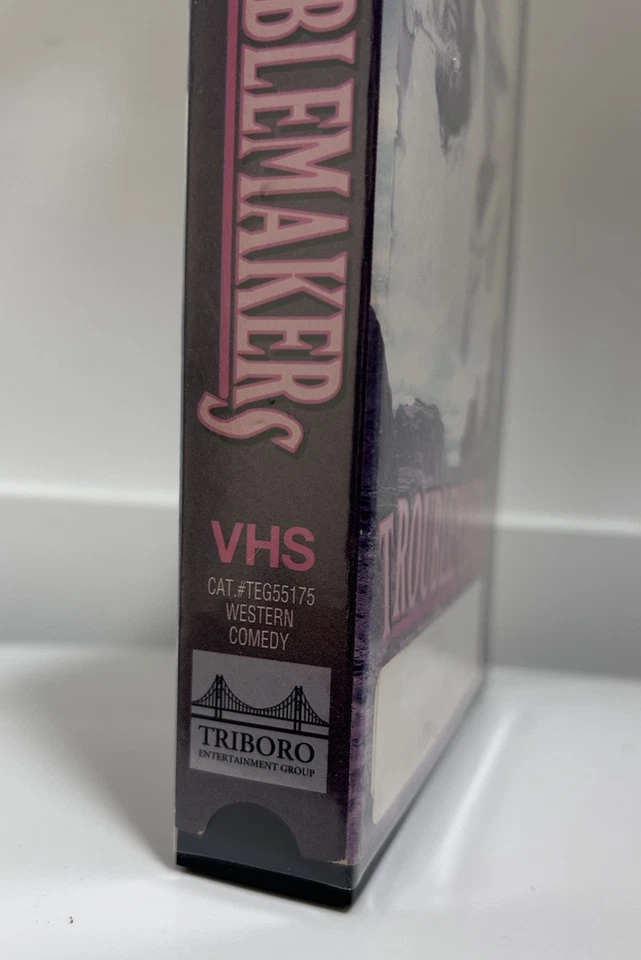 BLEMAKERS
VHS
CAT.#TEG55175
WESTERN
COMEDY
TRIBORO
ENTERTAINMENT GROUP